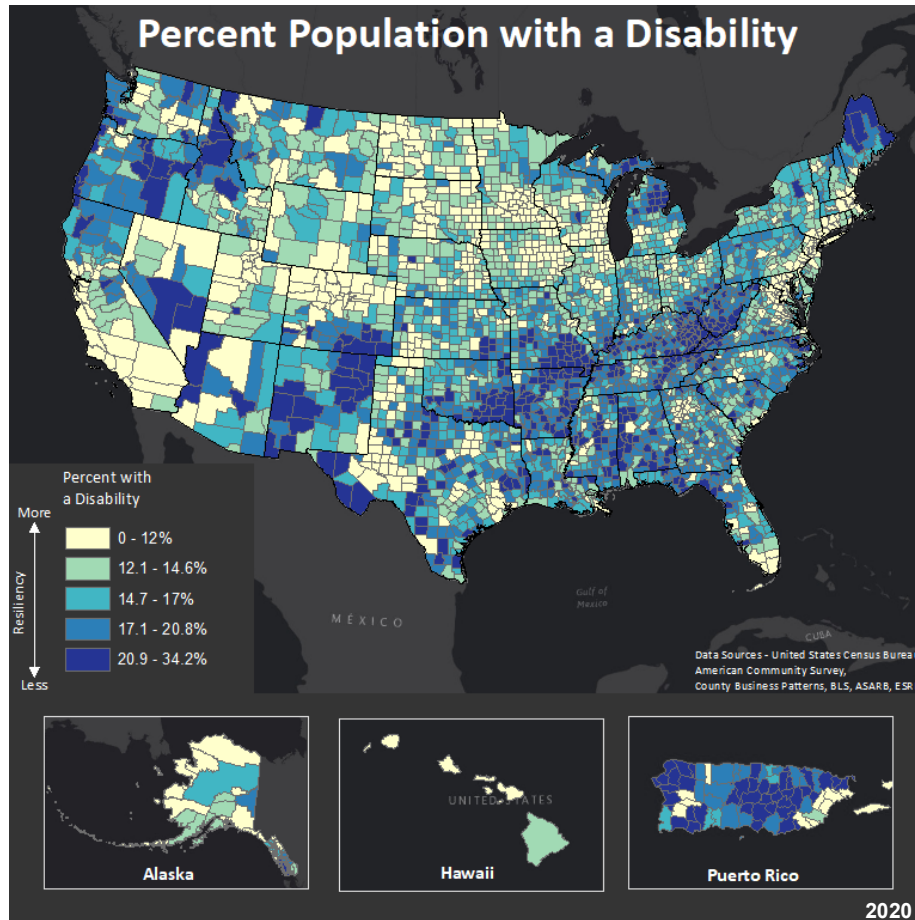 Percent Population with a Disability
Percent with
a Disability
More
Resiliency
Less
0 - 12%
12.1 - 14.6%
14.7 - 17%
17.1 - 20.8%
20.9 - 34.2%
MÉXICO
Gulf of
Mexico
CUBA
Data Sources - United States Census Bureau
American Community Survey,
County Business Patterns, BLS, ASARB, ESR
UNITED STATES
Alaska
Hawaii
Puerto Rico
2020